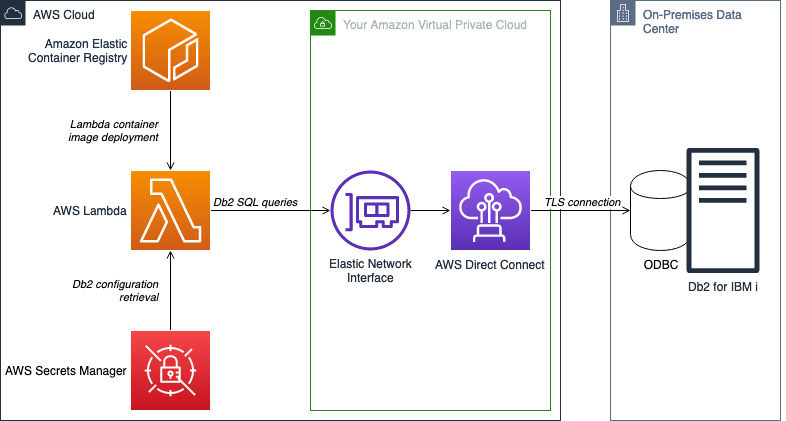 AWS Cloud
Your Amazon Virtual Private Cloud
On-Premises Data
Center
Amazon Elastic
Container Registry
Lambda container
image deployment
AWS Lambda
Db2 SQL queries
TLS connection
Elastic Network
Interface
AWS Direct Connect
ODBC
Db2 for IBM i
Db2 configuration
retrieval
AWS Secrets Manager